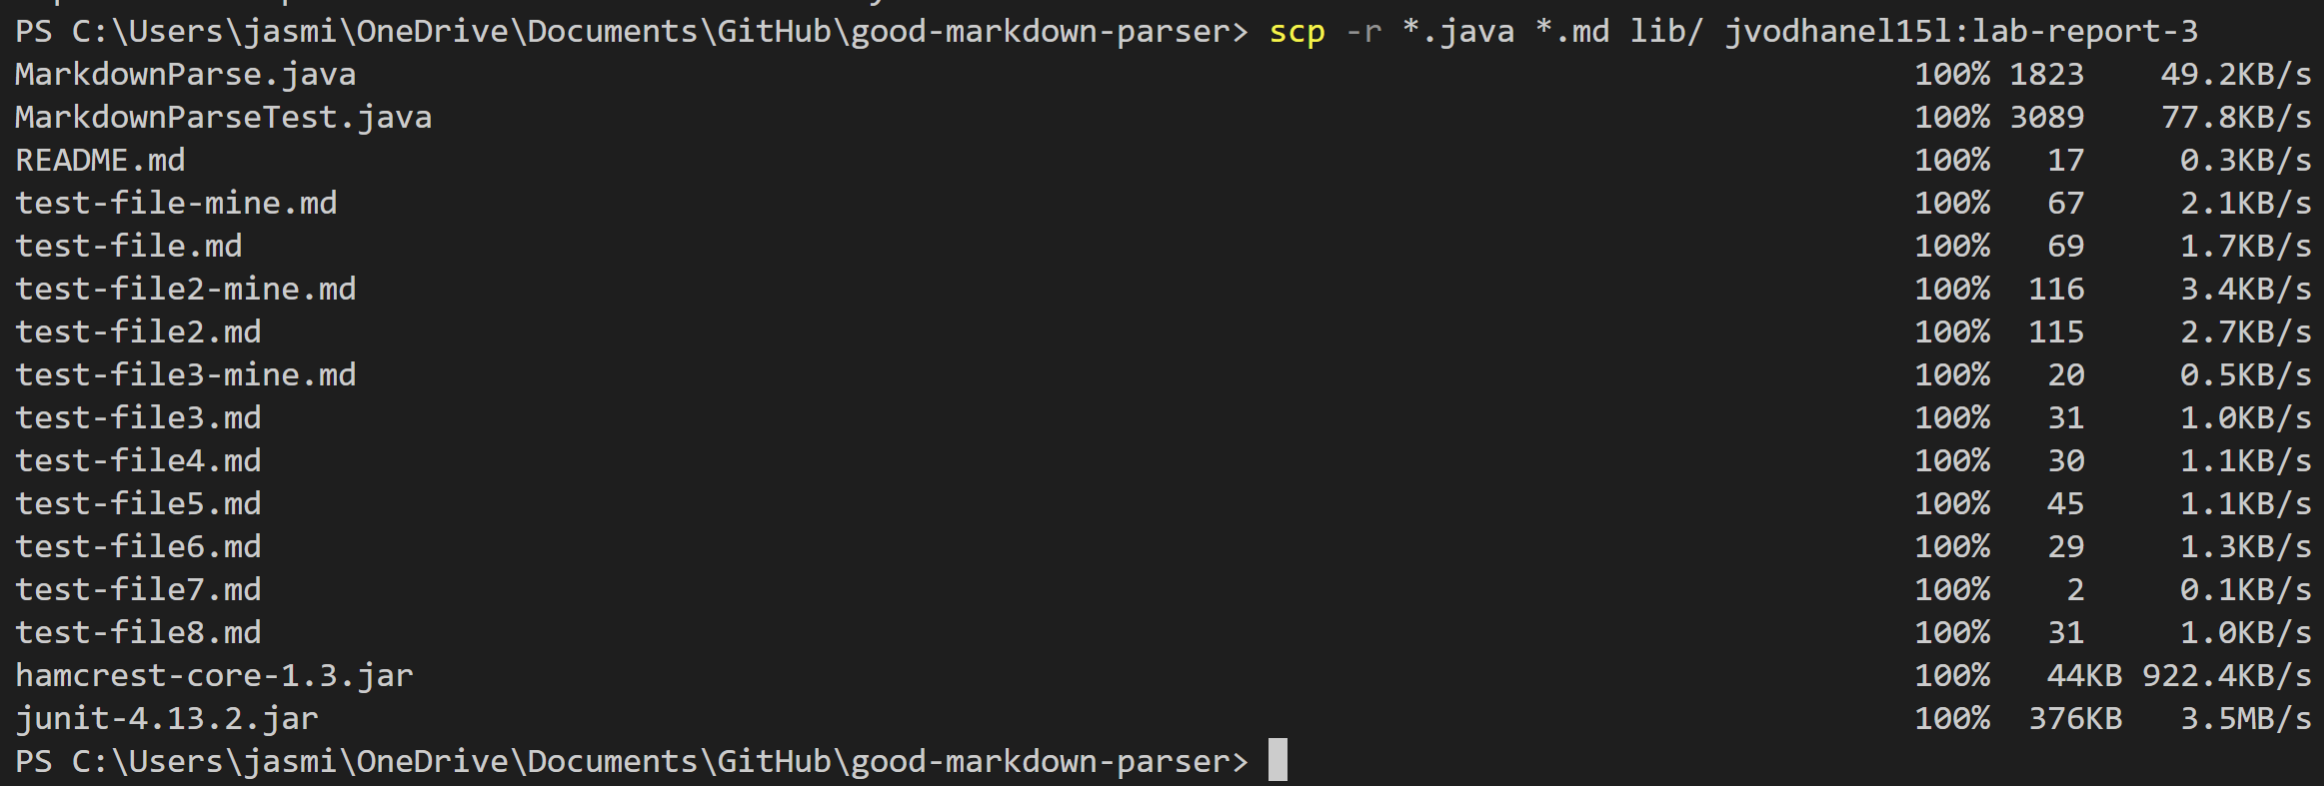 PS C:\Users\jasmi\OneDrive\Documents\GitHub\good-markdown-parser> scp -r *.java *.md lib/ jvodhanel15l:lab-report-3
MarkdownParse.java 100% 1823 49.2KB/s
MarkdownParseTest.java 100% 3089 77.8KB/s
README.md 100% 17 0.3KB/s
test-file-mine.md 100% 67 2.1KB/s
test-file.md 100% 69 1.7KB/s
test-file2-mine.md 100% 116 3.4KB/s
test-file2.md 100% 115 2.7KB/s
test-file3-mine.md 100% 20 0.5KB/s
test-file3.md 100% 31 1.0KB/s
test-file4.md 100% 30 1.1KB/s
test-file5.md 100% 45 1.1KB/s
test-file6.md 100% 29 1.3KB/s
test-file7.md 100% 2 0.1KB/s
test-file8.md 100% 31 1.0KB/s
hamcrest-core-1.3.jar 100% 44KB 922.4KB/s
junit-4.13.2.jar 100% 376KB 3.5MB/s
PS C:\Users\jasmi\OneDrive\Documents\GitHub\good-markdown-parser>